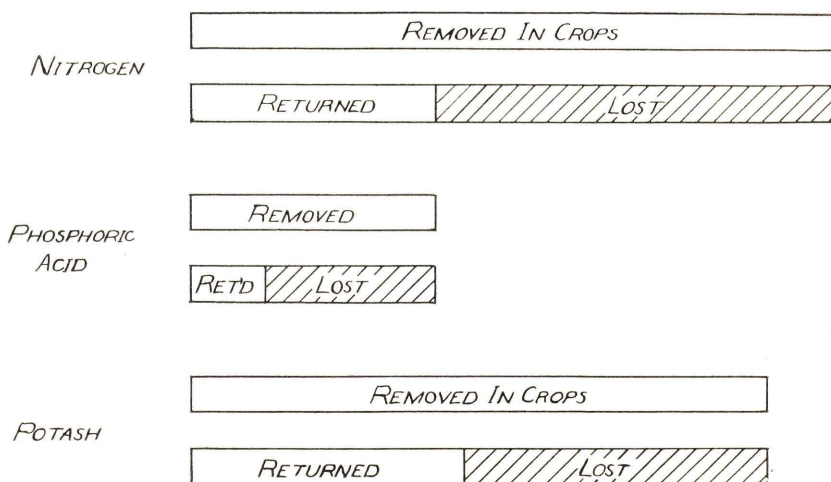 REMOVED IN CROPS
NITROGEN
RETURNED LOST
REMOVED
PHOSPHORIC
ACID
RET'D LOST
REMOVED IN CROPS
POTASH
RETURNED LOST